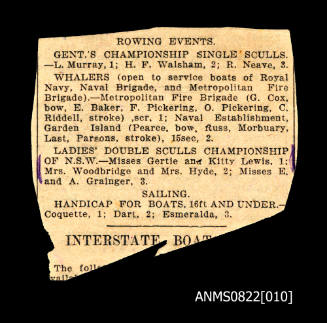 ROWING EVENTS.
GENT.'S CHAMPIONSHIP SINGLE SCULLS.
—L. Murray, 1; H. F. Walsham, 2; R. Neave, 3.
WHALERS (open to service boats of Royal
Navy, Naval Brigade, and Metropolitan Fire
Brigade).—Metropolitan Fire Brigade (G. Cox,
bow, E. Baker, F. Pickering, O. Pickering, C.
Riddell, stroke) ,scr, 1; Naval Establishment,
Garden Island (Pearce, bow, Russ, Morbuary,
Last, Parsons, stroke), 15sec, 2.
LADIES' DOUBLE SCULLS CHAMPIONSHIP
OF N.S.W.—Misses Gertie and Kitty Lewis, 1;
Mrs. Woodbridge and Mrs. Hyde, 2; Misses E.
and A. Grainger, 3.
SAILING.
HANDICAP FOR BOATS, 16ft AND UNDER.—
Coquette, 1; Dart, 2; Esmeralda, 3.
INTERSTATE BOAT
The
ANMS0822[010]